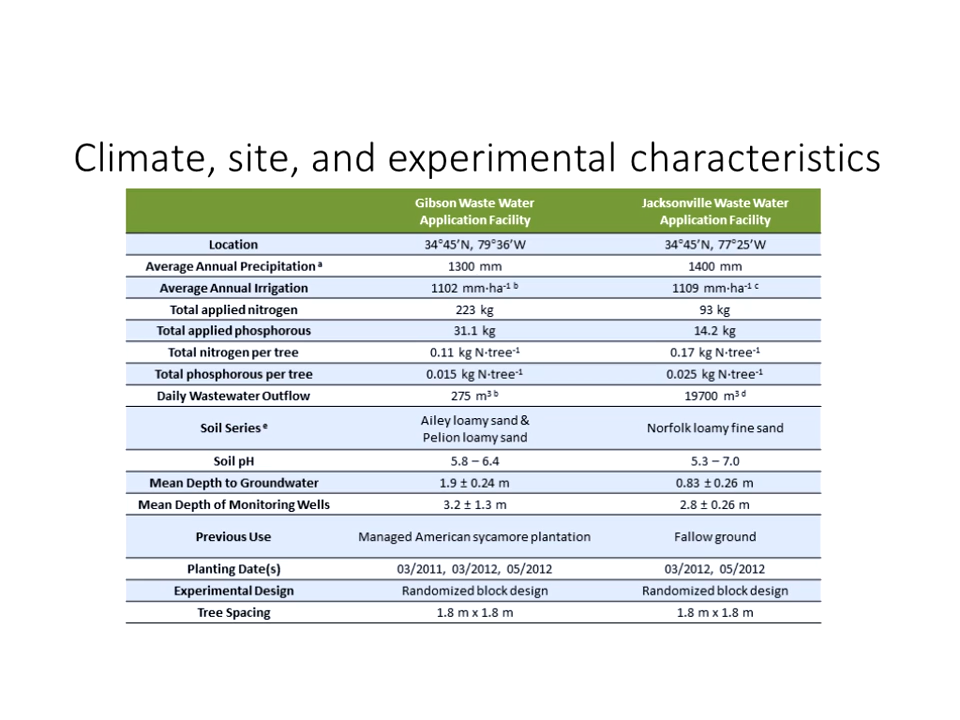 Climate, site, and experimental characteristics
Gibson Waste Water Application Facility Jacksonville Waste Water Application Facility
Location 34°45’N, 79°36’W 34°45’N, 77°25’W
Average Annual Precipitation ᵃ 1300 mm 1400 mm
Average Annual Irrigation 1102 mm·ha⁻¹ ᵇ 1109 mm·ha⁻¹ ᶜ
Total applied nitrogen 223 kg 93 kg
Total applied phosphorous 31.1 kg 14.2 kg
Total nitrogen per tree 0.11 kg N·tree⁻¹ 0.17 kg N·tree⁻¹
Total phosphorous per tree 0.015 kg N·tree⁻¹ 0.025 kg N·tree⁻¹
Daily Wastewater Outflow 275 m³ ᵇ 19700 m³ ᵈ
Soil Series ᵉ Ailey loamy sand & Pelion loamy sand Norfolk loamy fine sand
Soil pH 5.8 – 6.4 5.3 – 7.0
Mean Depth to Groundwater 1.9 ± 0.24 m 0.83 ± 0.26 m
Mean Depth of Monitoring Wells 3.2 ± 1.3 m 2.8 ± 0.26 m
Previous Use Managed American sycamore plantation Fallow ground
Planting Date(s) 03/2011, 03/2012, 05/2012 03/2012, 05/2012
Experimental Design Randomized block design Randomized block design
Tree Spacing 1.8 m x 1.8 m 1.8 m x 1.8 m